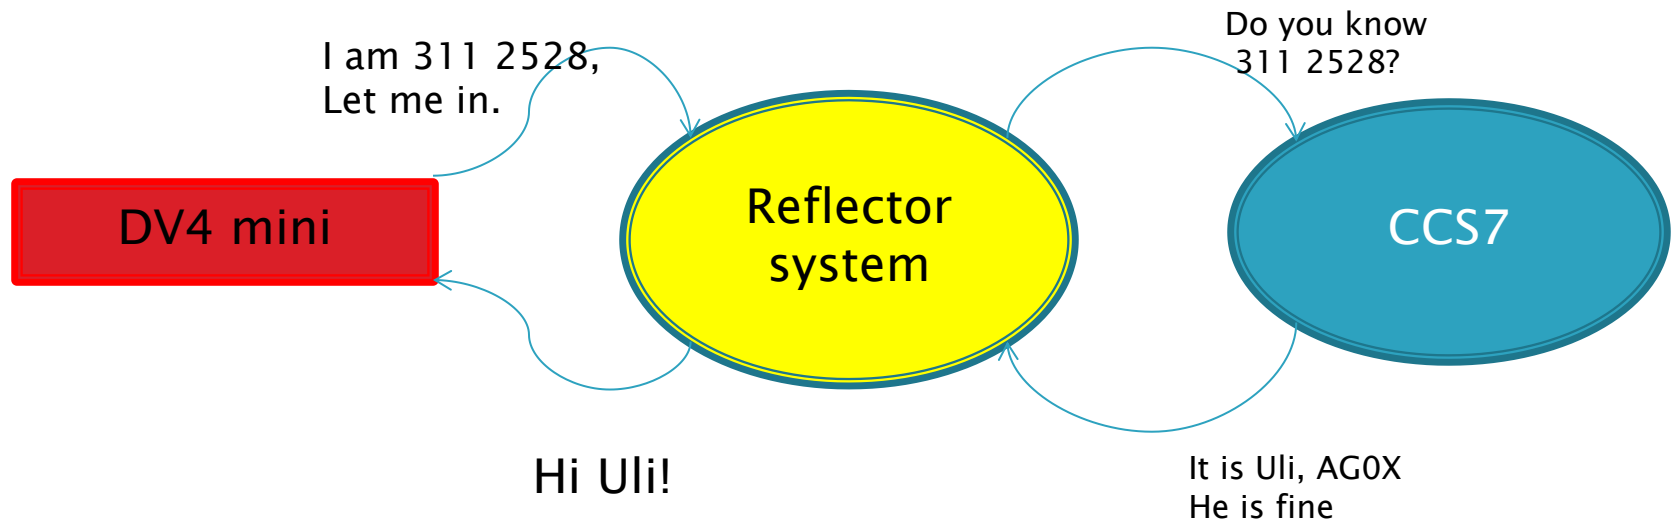 I am 311 2528,
Let me in.
Do you know
311 2528?
DV4 mini
Reflector
system
CCS7
Hi Uli!
It is Uli, AG0X
He is fine